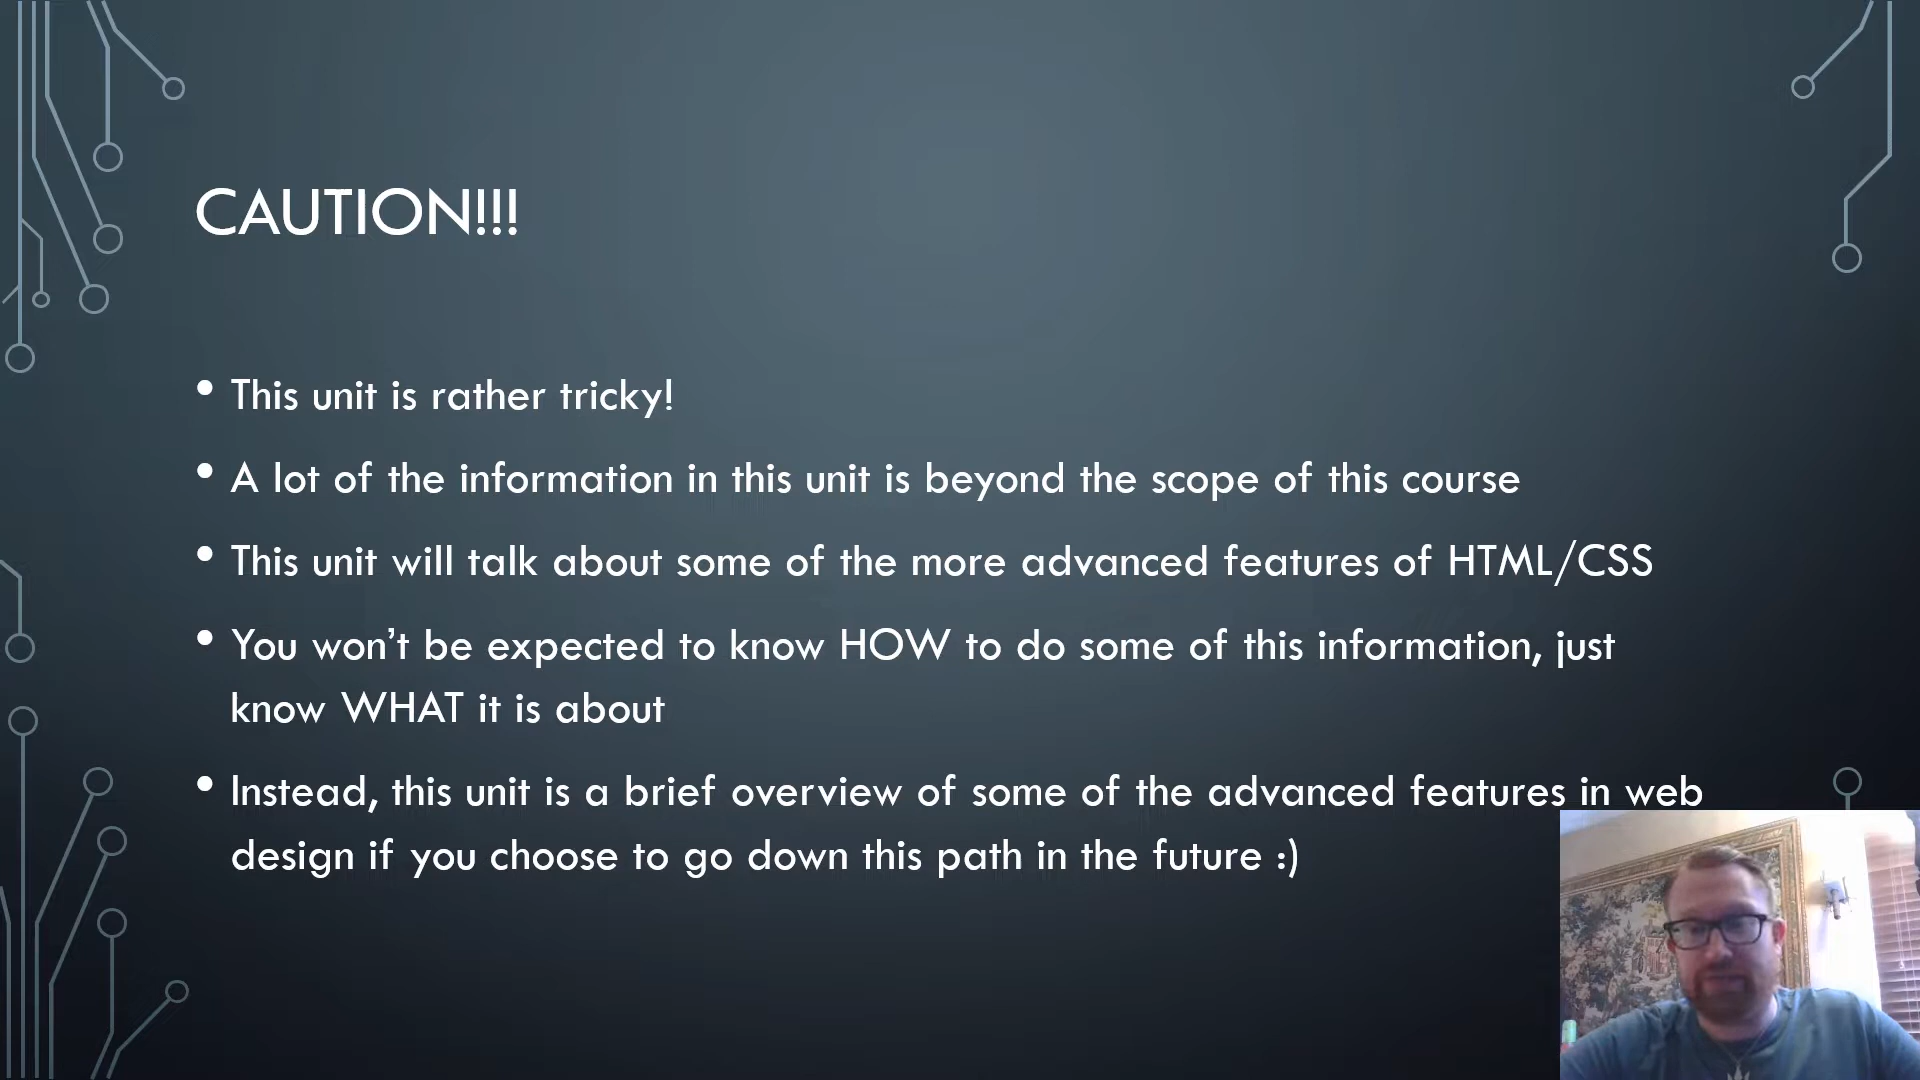 CAUTION!!!
• This unit is rather tricky!
• A lot of the information in this unit is beyond the scope of this course
• This unit will talk about some of the more advanced features of HTML/CSS
• You won’t be expected to know HOW to do some of this information, just
know WHAT it is about
• Instead, this unit is a brief overview of some of the advanced features in web
design if you choose to go down this path in the future :)